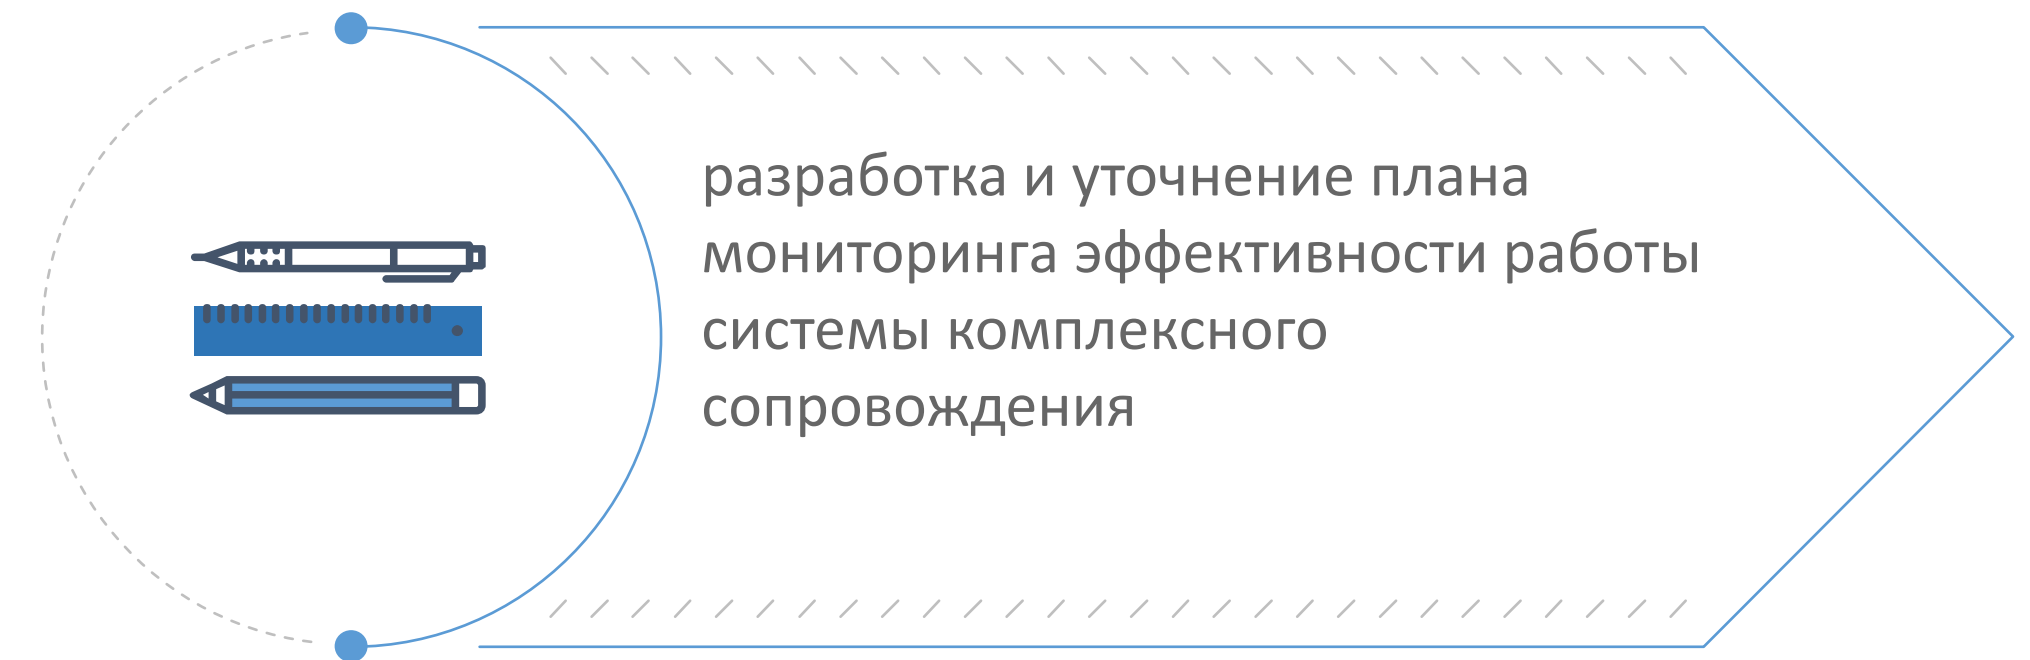 разработка и уточнение плана
мониторинга эффективности работы
системы комплексного
сопровождения